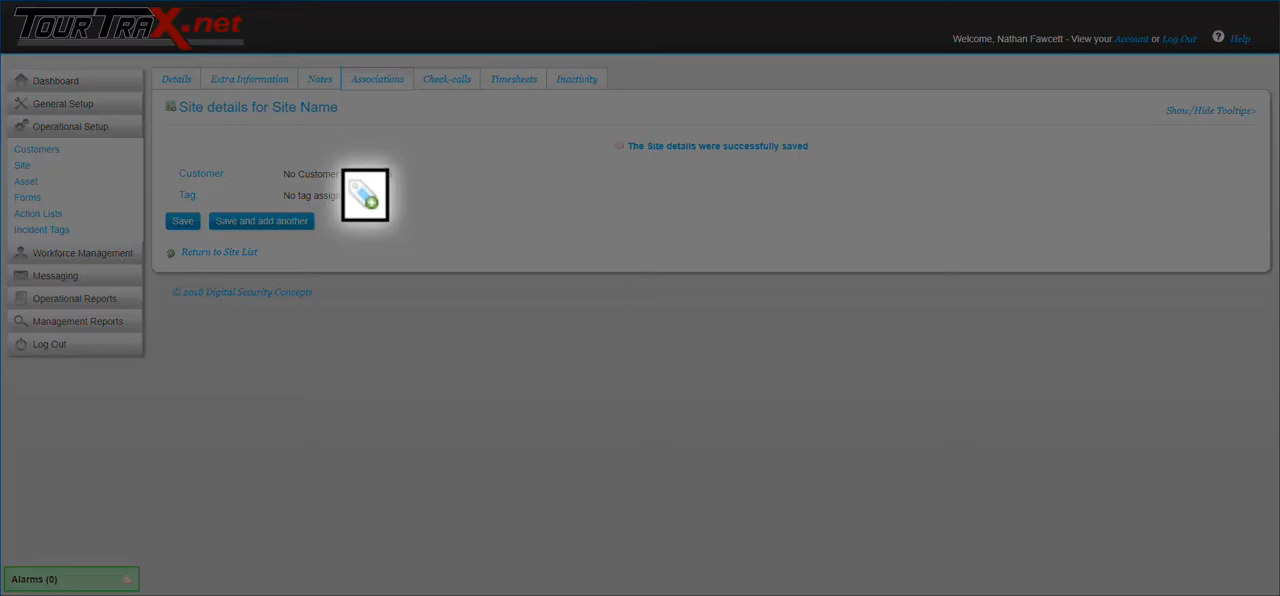 TOURTRAX.net
Welcome, Nathan Fawcett - View your Account or Log Out
Help
Dashboard
General Setup
Operational Setup
Customers
Site
Asset
Forms
Action Lists
Incident Tags
Workforce Management
Messaging
Operational Reports
Management Reports
Log Out
Details
Extra Information
Notes
Associations
Check-calls
Timesheets
Inactivity
Site details for Site Name
Show/Hide Tooltips>
The Site details were successfully saved
Customer:
No Customer
Tag:
No tag assig
Save
Save and add another
Return to Site List
© 2018 Digital Security Concepts
Alarms (0)